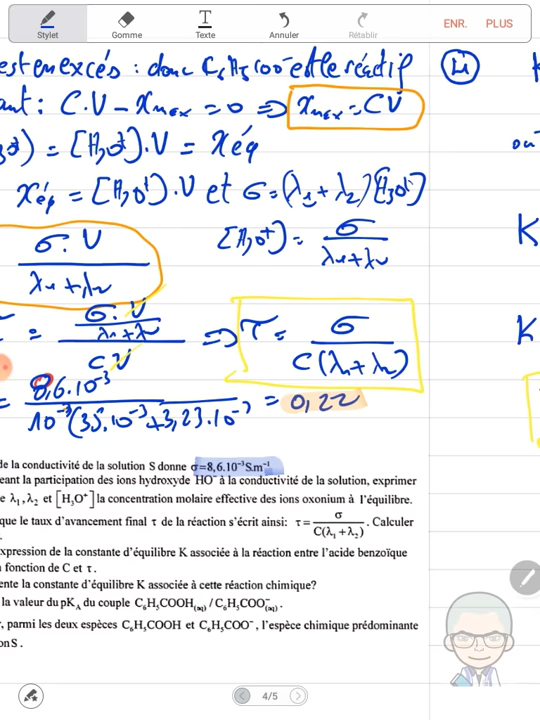 Stylet Gomme Texte Annuler Rétablir ENR. PLUS
est en excés : donc C₆H₅COO⁻ est le réactif
ant : C.V - Xmax = 0 ⇒ Xmax = CV
[H₃O⁺].V = Xéq
où
Xéq = [H₃O⁺].V et σ = (λ₁+λ₂)[H₃O⁺]
σ.V / (λ₁+λ₂) [H₃O⁺] = σ / (λ₁+λ₂)
K
= (σ.V / (λ₁+λ₂)) / C.V ⇒ τ = σ / C(λ₁+λ₂)
K
= 8,6.10⁻³ / 10⁻³(35.10⁻³+3,23.10⁻³) = 0,22
de la conductivité de la solution S donne σ=8,6.10⁻³S.m⁻¹
eant la participation des ions hydroxyde HO⁻ à la conductivité de la solution, exprimer
e λ₁,λ₂ et [H₃O⁺] la concentration molaire effective des ions oxonium à l'équilibre.
que le taux d'avancement final τ de la réaction s'écrit ainsi: τ = σ / C(λ₁+λ₂) . Calculer
xpression de la constante d'équilibre K associée à la réaction entre l'acide benzoïque
fonction de C et τ.
ente la constante d'équilibre K associée à cette réaction chimique?
la valeur du pK_A du couple C₆H₅COOH(aq) / C₆H₅COO⁻(aq) .
, parmi les deux espèces C₆H₅COOH et C₆H₅COO⁻, l'espèce chimique prédominante
on S .
4/5